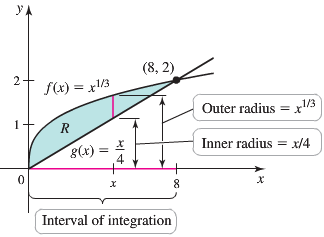 y
(8, 2)
2
f(x) = x^{1/3}
Outer radius = x^{1/3}
1
R
g(x) = x/4
Inner radius = x/4
0
x
8
x
Interval of integration